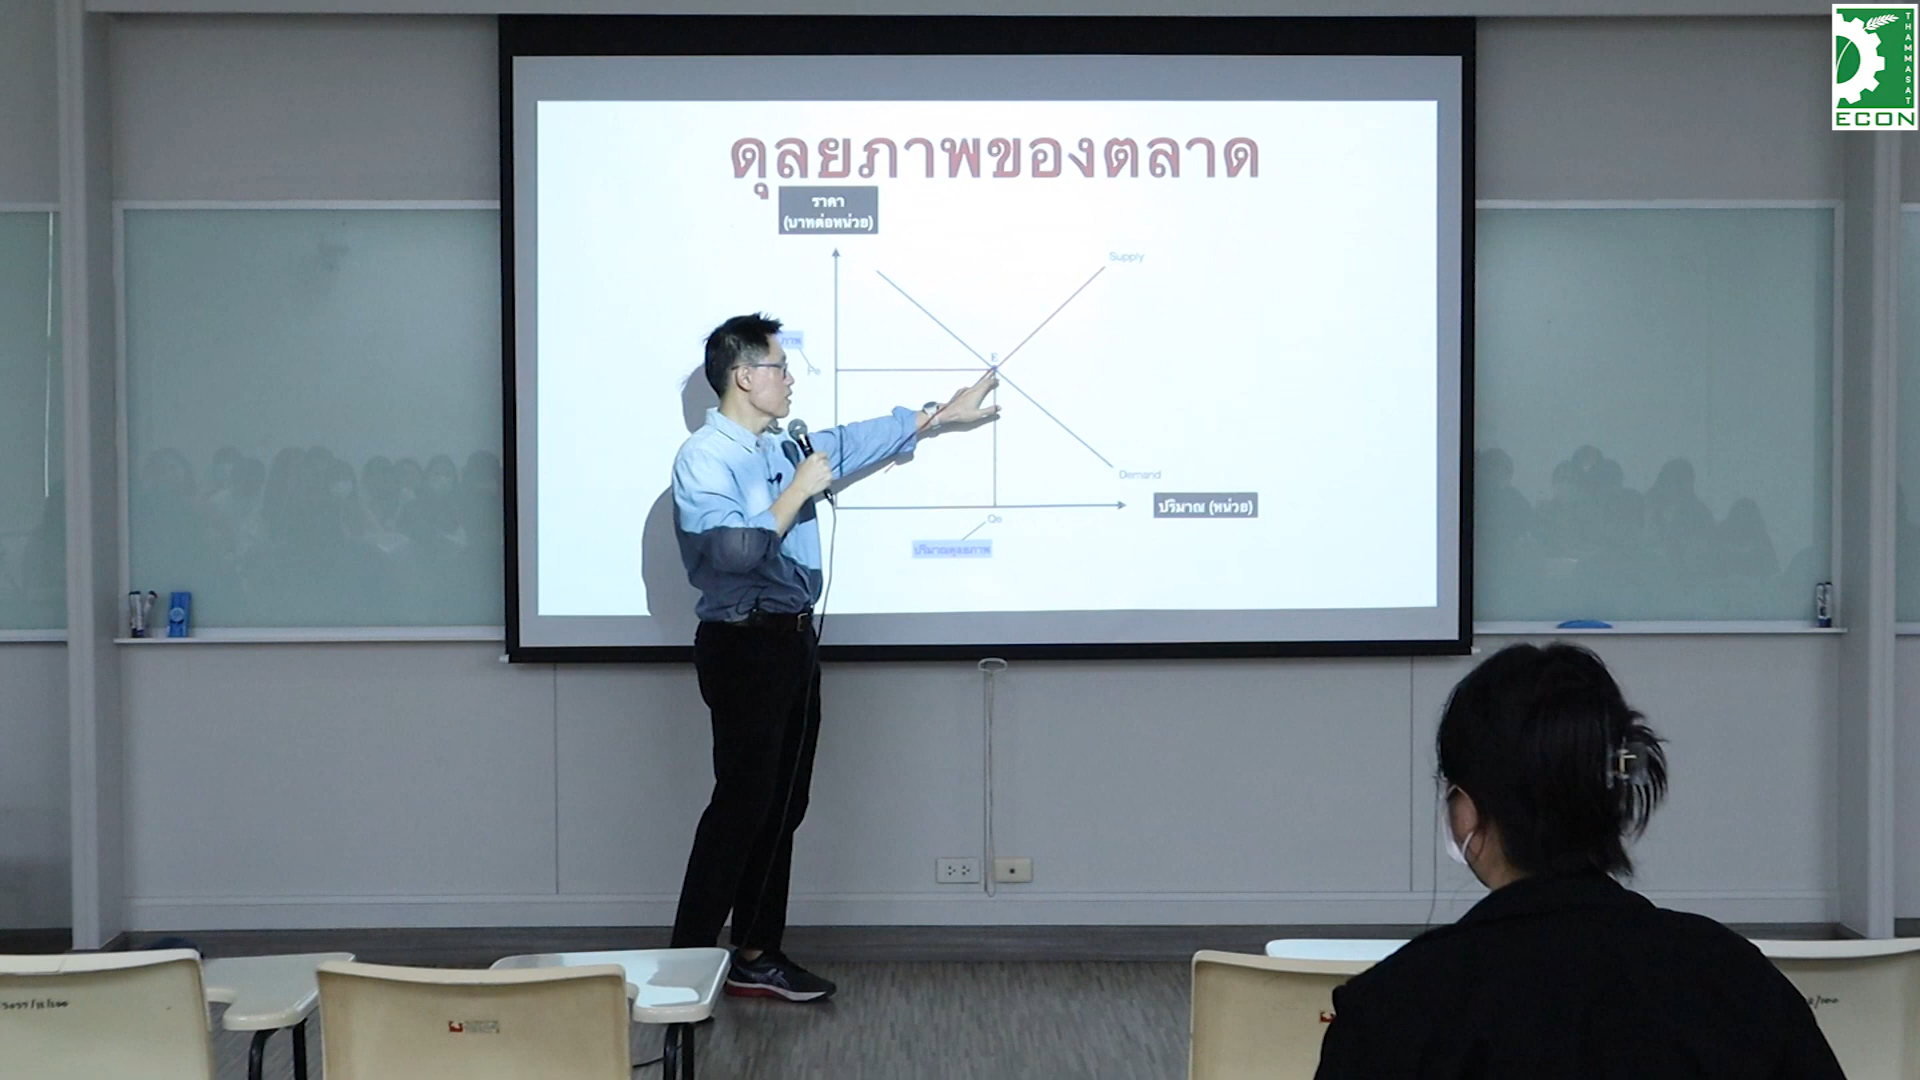 ดุลยภาพของตลาด
ราคา
(บาทต่อหน่วย)
Supply
E
Pe
Demand
ปริมาณ (หน่วย)
Qe
ปริมาณดุลยภาพ
THAMMASAT
ECON